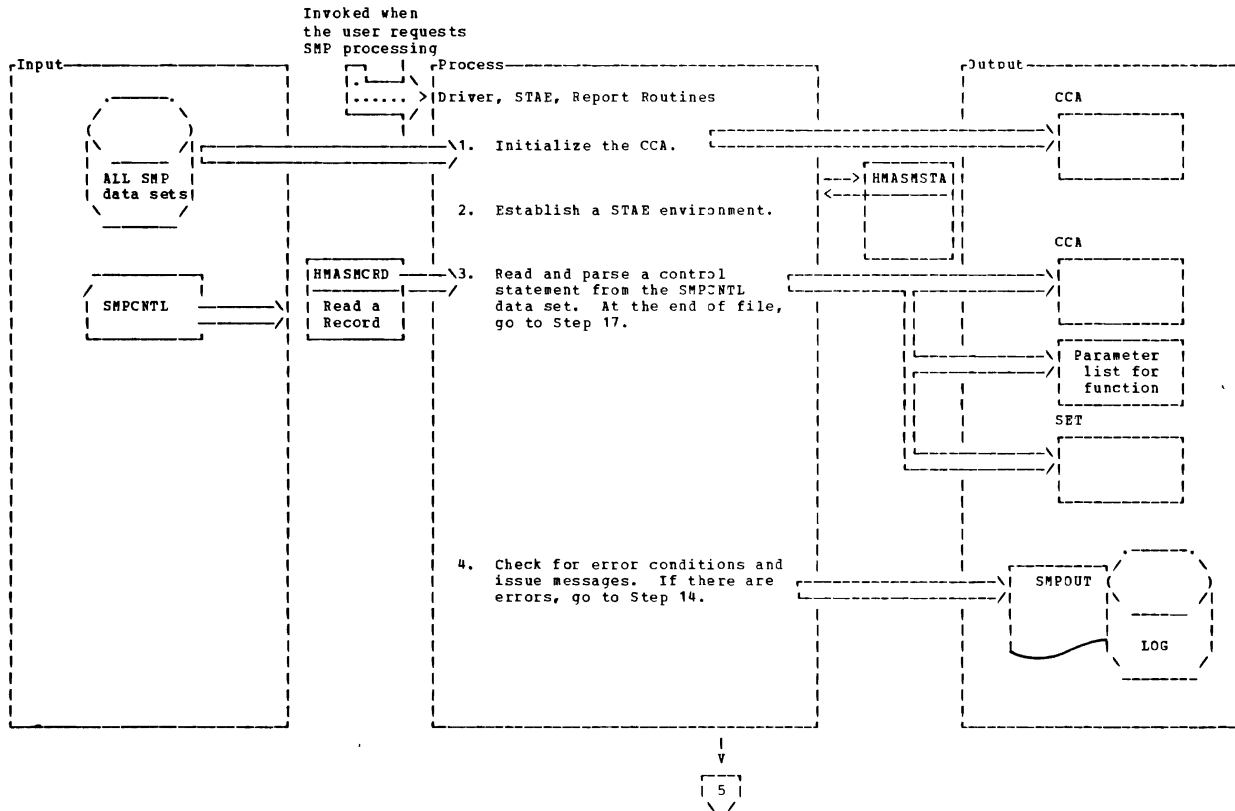 Invoked when
the user requests
SMP processing
Input
Process
Output
Driver, STAE, Report Routines
CCA
1. Initialize the CCA.
ALL SMP
data sets
HMASMSTA
2. Establish a STAE environment.
CCA
SMPCNTL
HMASMCRD
Read a
Record
3. Read and parse a control
statement from the SMPCNTL
data set. At the end of file,
go to Step 17.
Parameter
list for
function
SET
4. Check for error conditions and
issue messages. If there are
errors, go to Step 14.
SMPOUT
LOG
5